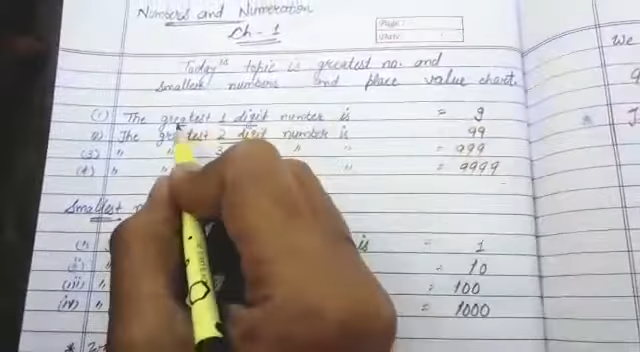 Numbers and Numeration
Ch-1
Page:
Date:
Today's topic is greatest no. and
smallest numbers and place value chart.
(1) The greatest 1 digit number is = 9
2) The greatest 2 digit number is 99
(3) " " 3 " " = 999
(4) " " " = 9999
Smallest
(i) is = 1
(ii) " = 10
(iii) " = 100
(iv) " = 1000
We